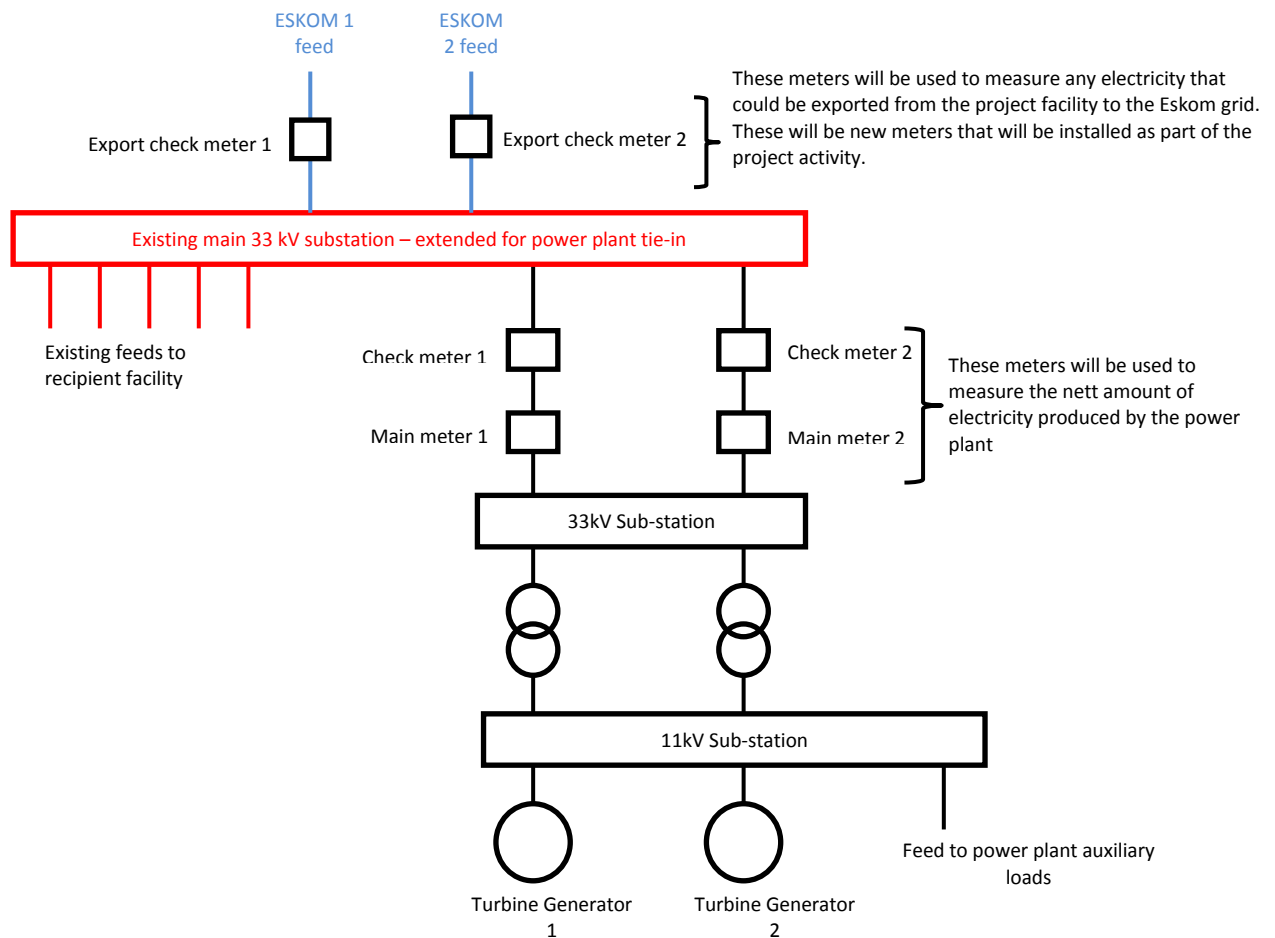 ESKOM 1
feed
ESKOM
2 feed
These meters will be used to measure any electricity that
could be exported from the project facility to the Eskom grid.
These will be new meters that will be installed as part of the
project activity.
Export check meter 1
Export check meter 2
Existing main 33 kV substation – extended for power plant tie-in
Existing feeds to
recipient facility
Check meter 1
Check meter 2
Main meter 1
Main meter 2
These meters will be used to
measure the nett amount of
electricity produced by the power
plant
33kV Sub-station
11kV Sub-station
Feed to power plant auxiliary
loads
Turbine Generator
1
Turbine Generator
2